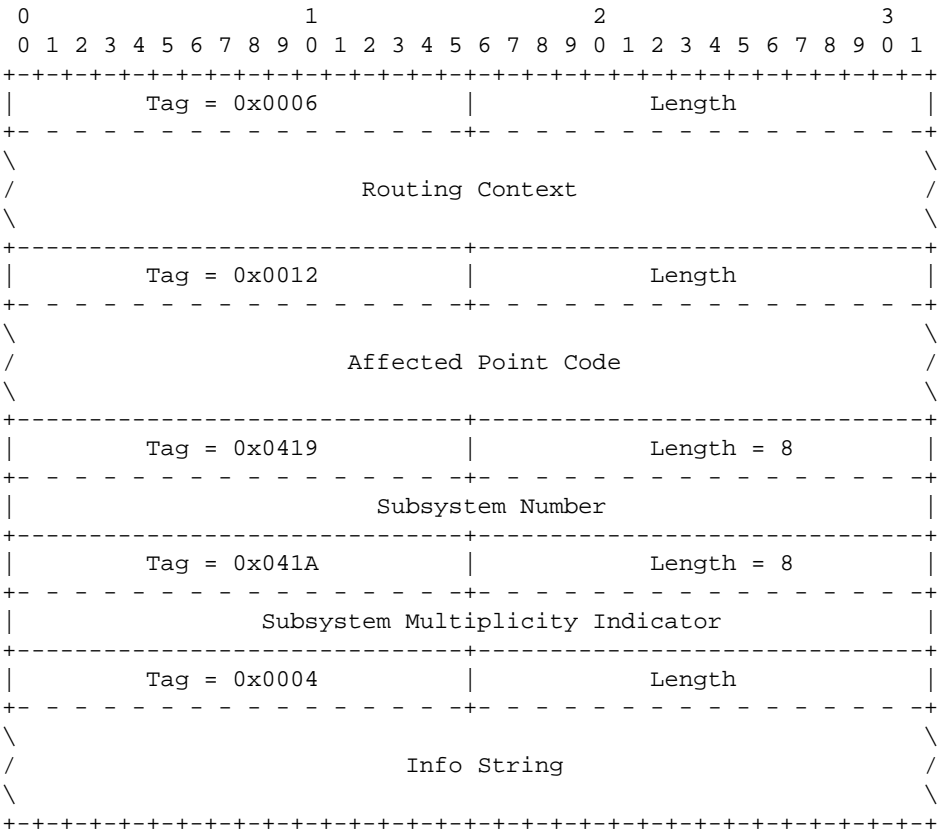 0                   1                   2                   3
 0 1 2 3 4 5 6 7 8 9 0 1 2 3 4 5 6 7 8 9 0 1 2 3 4 5 6 7 8 9 0 1
+-+-+-+-+-+-+-+-+-+-+-+-+-+-+-+-+-+-+-+-+-+-+-+-+-+-+-+-+-+-+-+-+
|         Tag = 0x0006          |            Length             |
+- - - - - - - - - - - - - - - -+- - - - - - - - - - - - - - - -+
\                                                               \
/                        Routing Context                        /
\                                                               \
+-------------------------------+-------------------------------+
|         Tag = 0x0012          |            Length             |
+- - - - - - - - - - - - - - - -+- - - - - - - - - - - - - - - -+
\                                                               \
/                       Affected Point Code                     /
\                                                               \
+-------------------------------+-------------------------------+
|         Tag = 0x0419          |            Length = 8         |
+- - - - - - - - - - - - - - - -+- - - - - - - - - - - - - - - -+
|                         Subsystem Number                      |
+-------------------------------+-------------------------------+
|         Tag = 0x041A          |            Length = 8         |
+- - - - - - - - - - - - - - - -+- - - - - - - - - - - - - - - -+
|                 Subsystem Multiplicity Indicator              |
+-------------------------------+-------------------------------+
|         Tag = 0x0004          |            Length             |
+- - - - - - - - - - - - - - - -+- - - - - - - - - - - - - - - -+
\                                                               \
/                           Info String                         /
\                                                               \
+-+-+-+-+-+-+-+-+-+-+-+-+-+-+-+-+-+-+-+-+-+-+-+-+-+-+-+-+-+-+-+-+